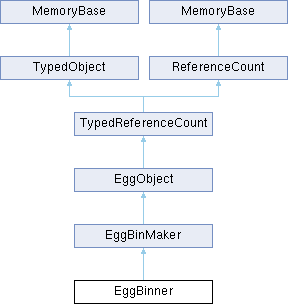 MemoryBase MemoryBase
TypedObject ReferenceCount
TypedReferenceCount
EggObject
EggBinMaker
EggBinner